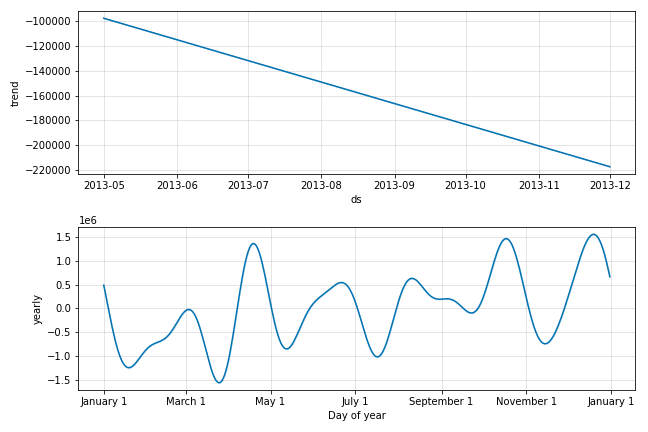 −100000
−120000
−140000
−160000
−180000
−200000
−220000
trend
2013-05 2013-06 2013-07 2013-08 2013-09 2013-10 2013-11 2013-12
ds
1e6
1.5
1.0
0.5
0.0
−0.5
−1.0
−1.5
yearly
January 1 March 1 May 1 July 1 September 1 November 1 January 1
Day of year